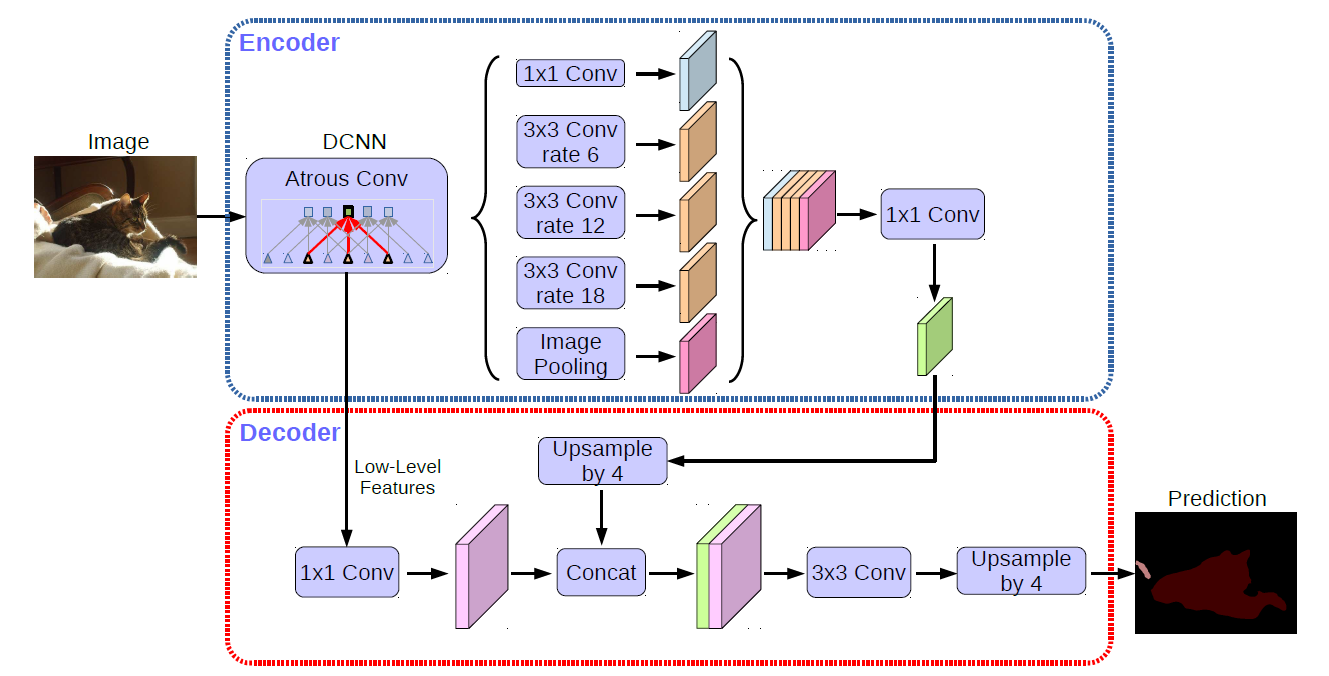 Encoder
Image
DCNN
Atrous Conv
1x1 Conv
3x3 Conv
rate 6
3x3 Conv
rate 12
3x3 Conv
rate 18
Image
Pooling
1x1 Conv
Decoder
Low-Level
Features
Upsample
by 4
1x1 Conv
Concat
3x3 Conv
Upsample
by 4
Prediction